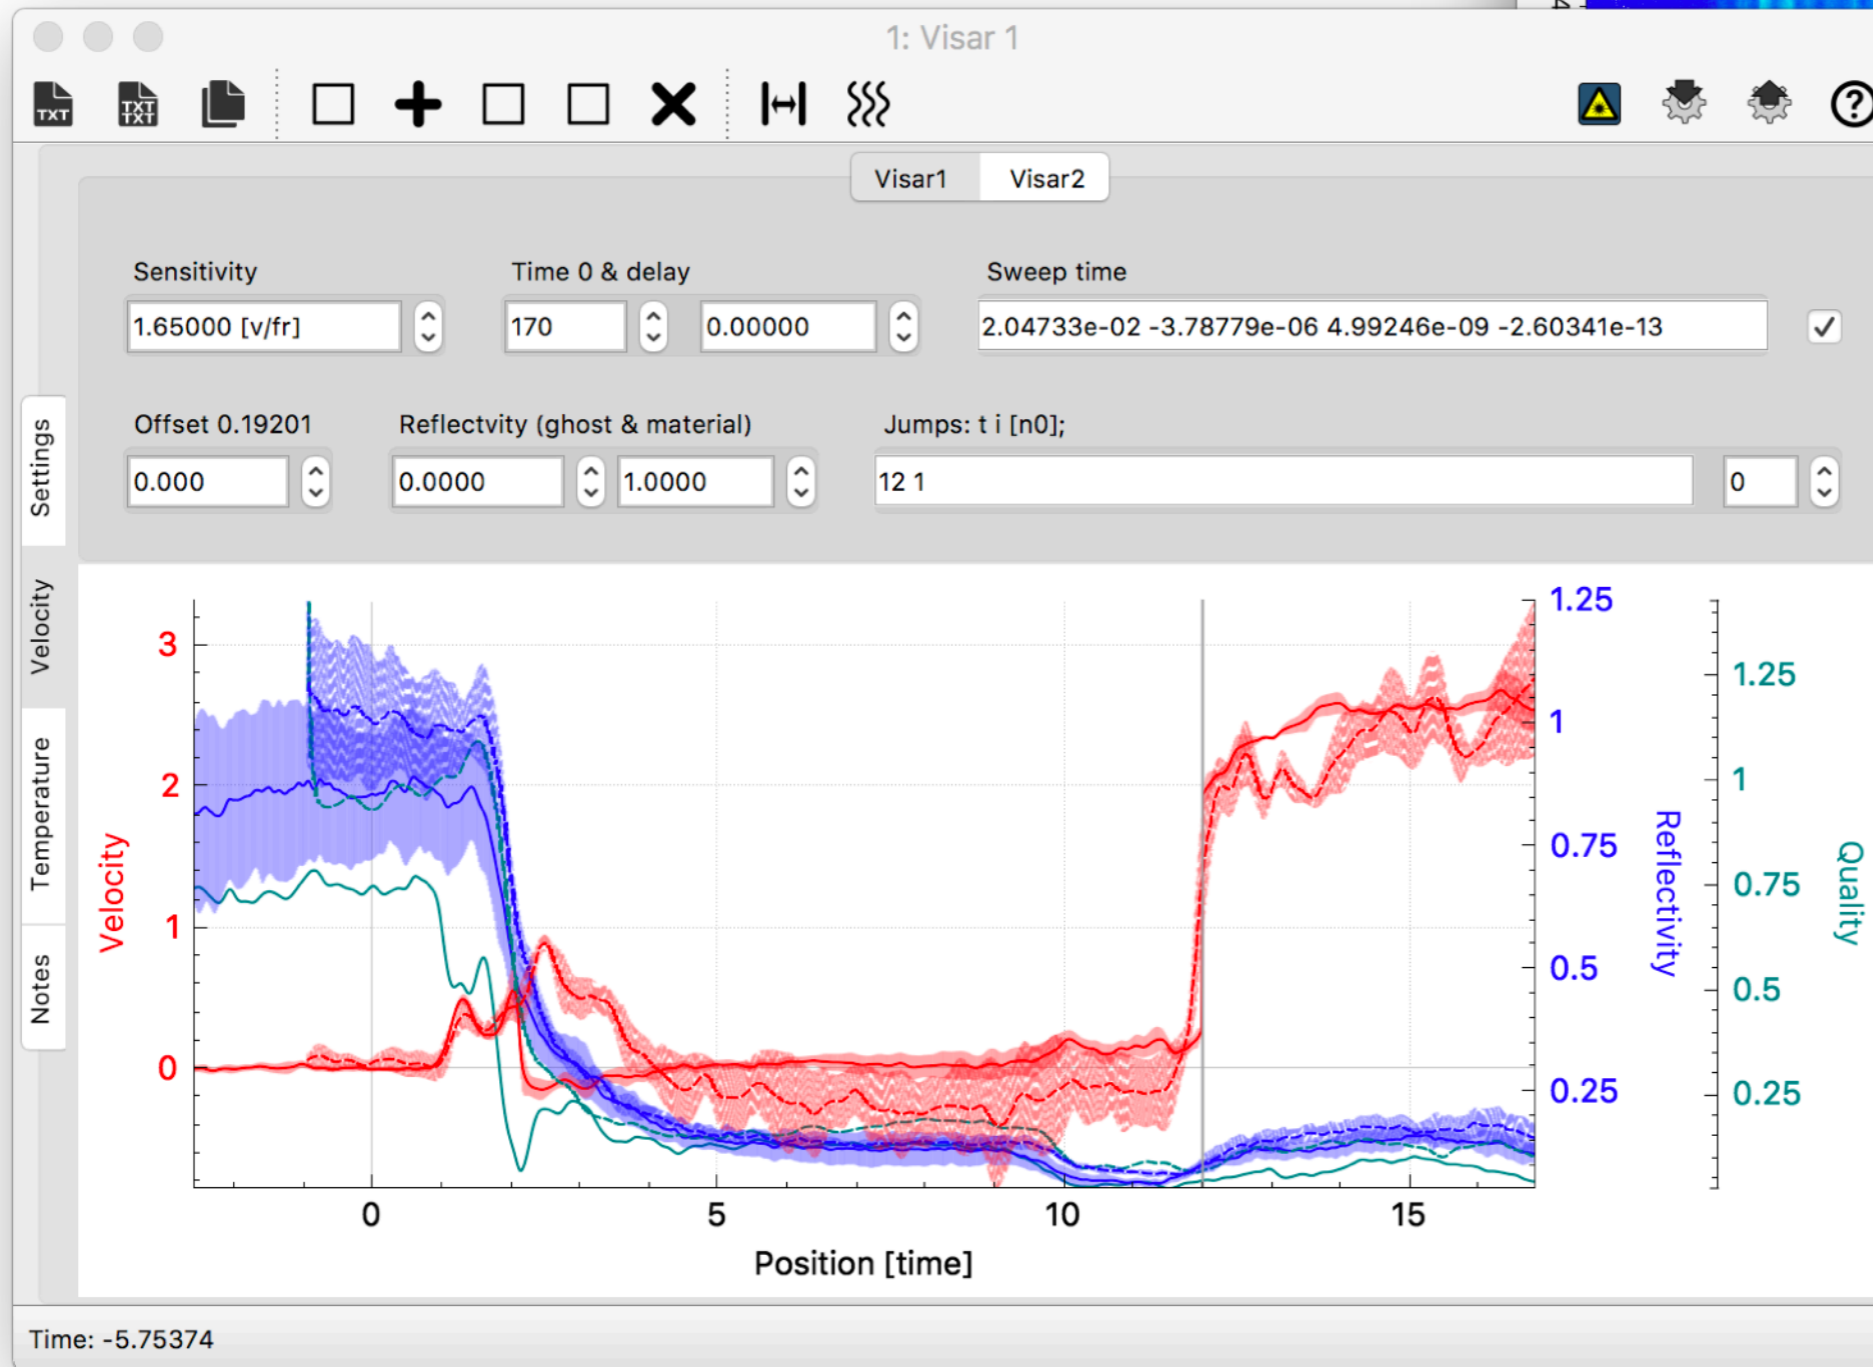 4
1: Visar 1
TXT
TXT
TXT
?
Visar1 Visar2
Sensitivity Time 0 & delay Sweep time
1.65000 [v/fr] 170 0.00000 2.04733e-02 -3.78779e-06 4.99246e-09 -2.60341e-13
Offset 0.19201 Reflectvity (ghost & material) Jumps: t i [n0];
0.000 0.0000 1.0000 12 1 0
Settings
Velocity
Temperature
Notes
Velocity
3
2
1
0
1.25
1
0.75
0.5
0.25
Reflectivity
1.25
1
0.75
0.5
0.25
Quality
0 5 10 15
Position [time]
Time: -5.75374